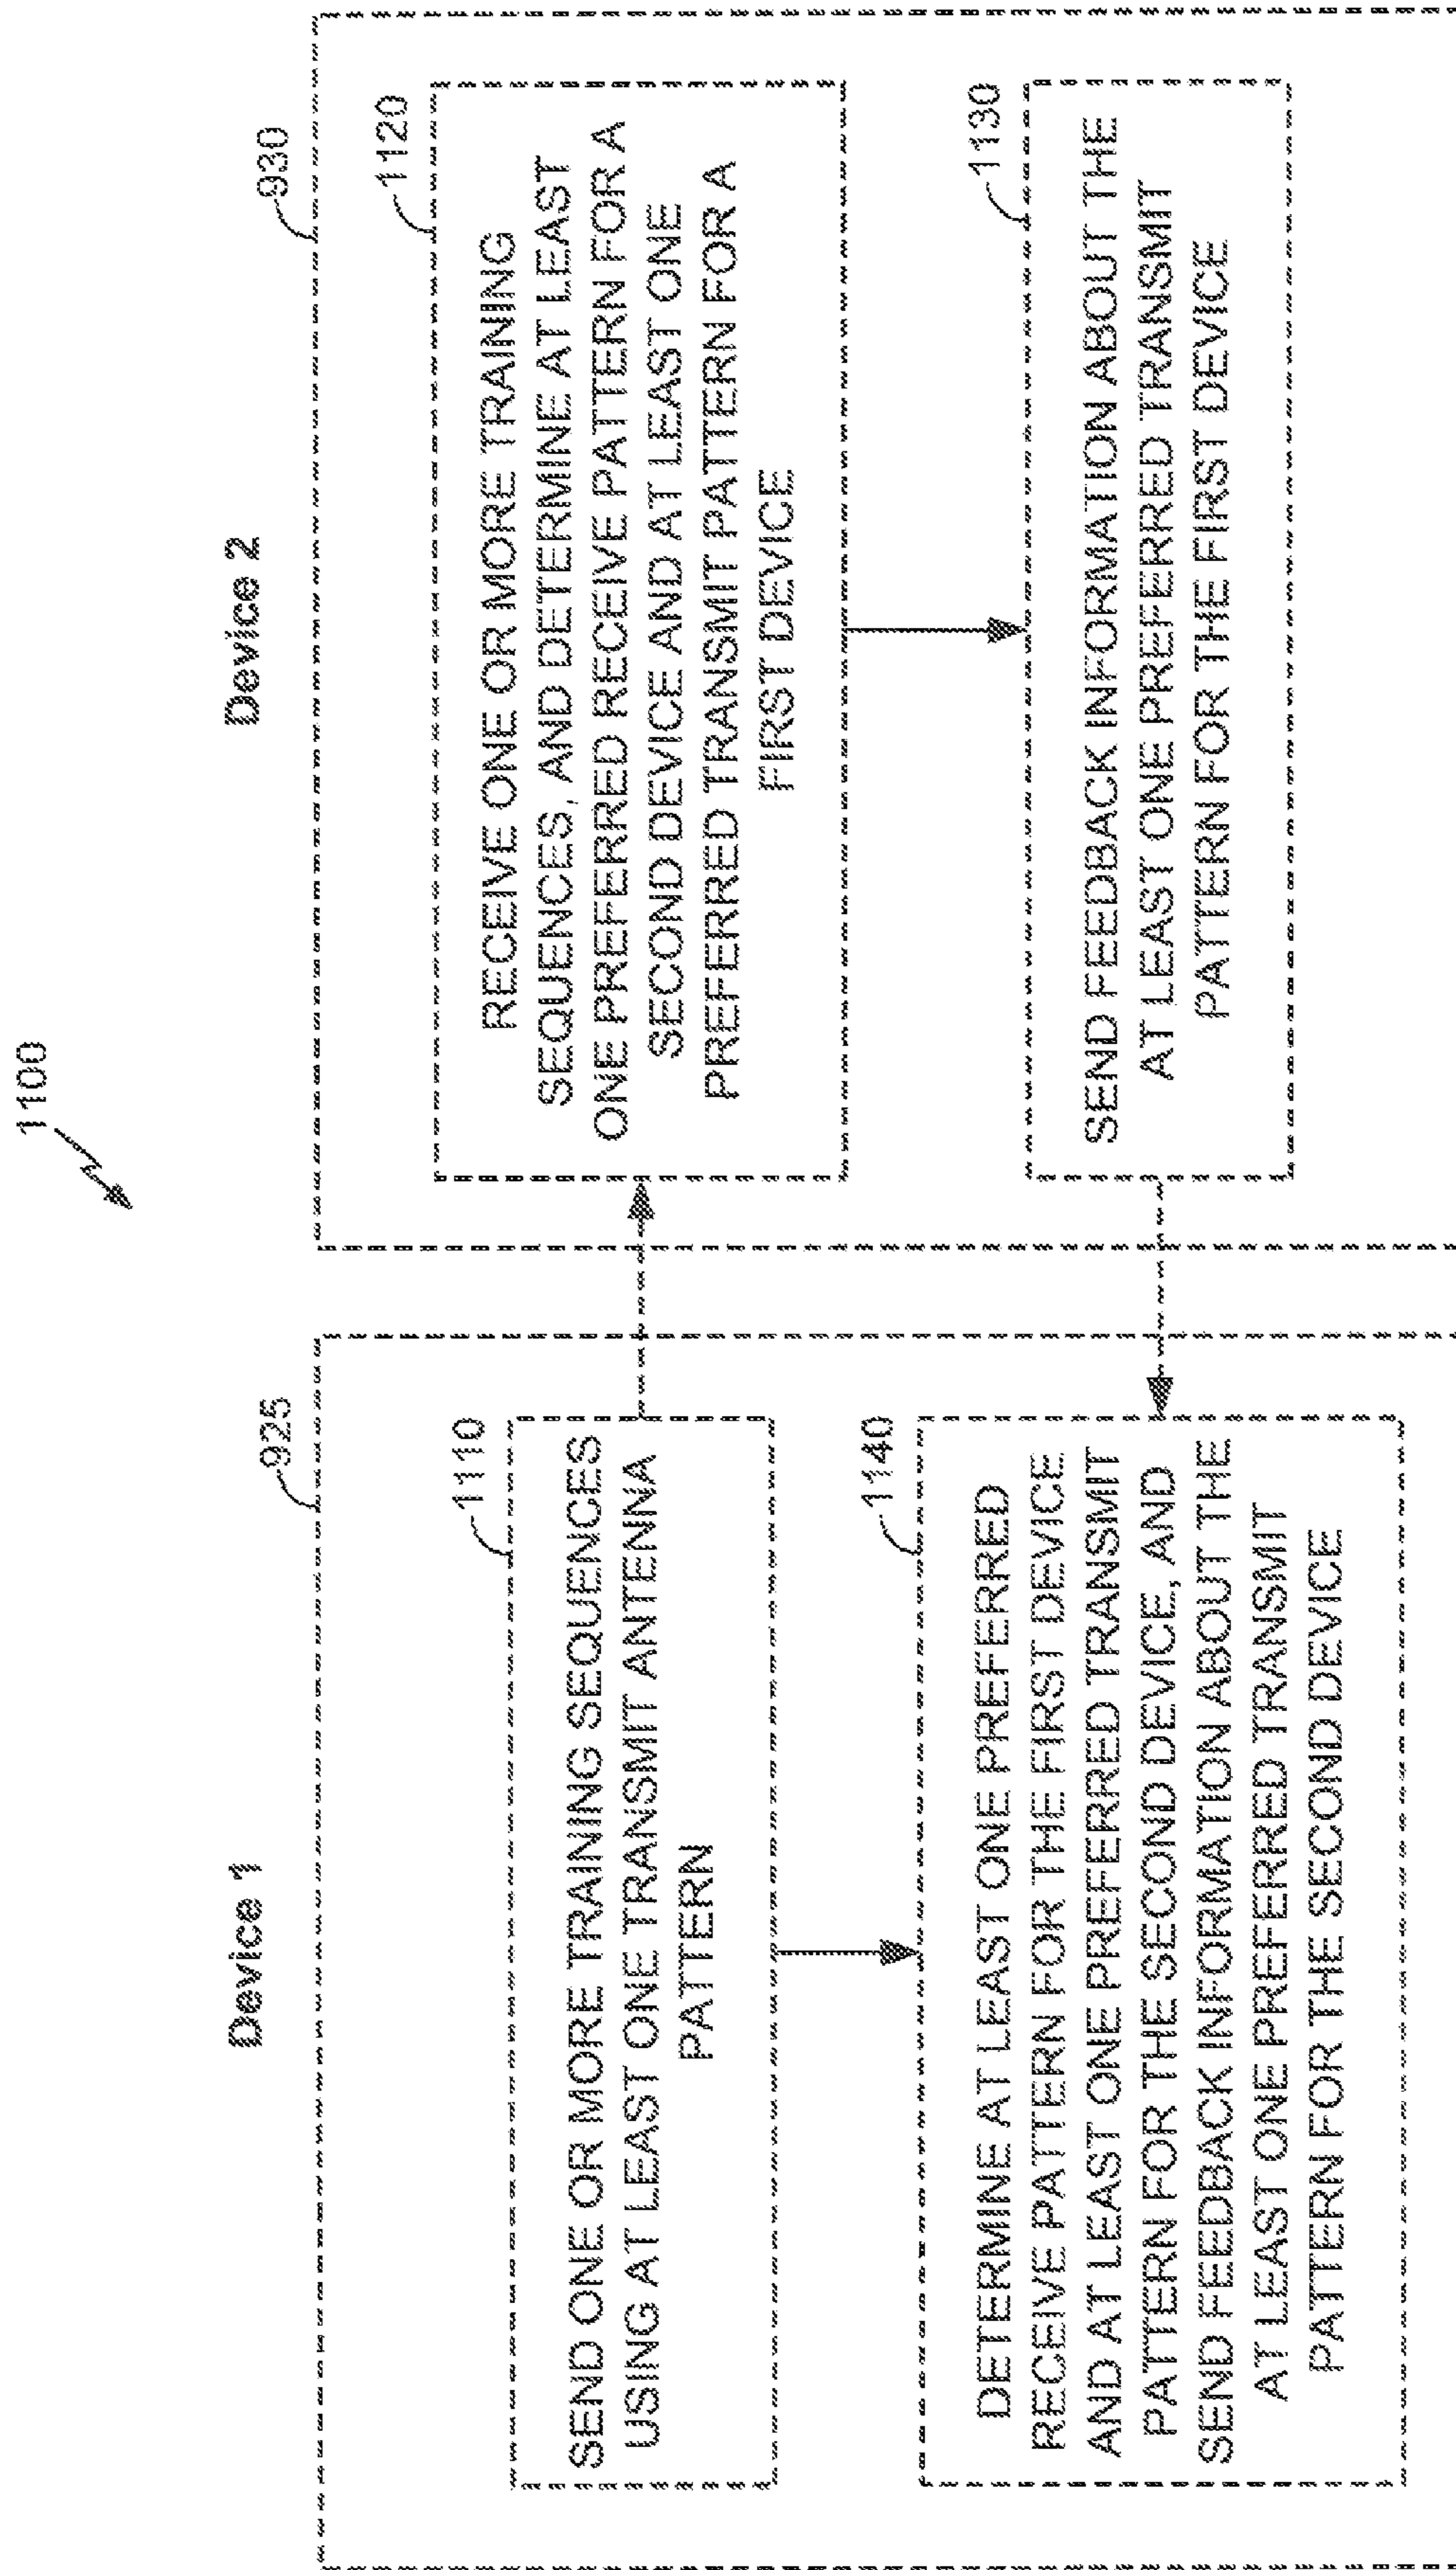 1100
Device 1
Device 2
925
930
1110
SEND ONE OR MORE TRAINING SEQUENCES
USING AT LEAST ONE TRANSMIT ANTENNA
PATTERN
1120
RECEIVE ONE OR MORE TRAINING
SEQUENCES, AND DETERMINE AT LEAST
ONE PREFERRED RECEIVE PATTERN FOR A
SECOND DEVICE AND AT LEAST ONE
PREFERRED TRANSMIT PATTERN FOR A
FIRST DEVICE
1130
SEND FEEDBACK INFORMATION ABOUT THE
AT LEAST ONE PREFERRED TRANSMIT
PATTERN FOR THE FIRST DEVICE
1140
DETERMINE AT LEAST ONE PREFERRED
RECEIVE PATTERN FOR THE FIRST DEVICE
AND AT LEAST ONE PREFERRED TRANSMIT
PATTERN FOR THE SECOND DEVICE, AND
SEND FEEDBACK INFORMATION ABOUT THE
AT LEAST ONE PREFERRED TRANSMIT
PATTERN FOR THE SECOND DEVICE